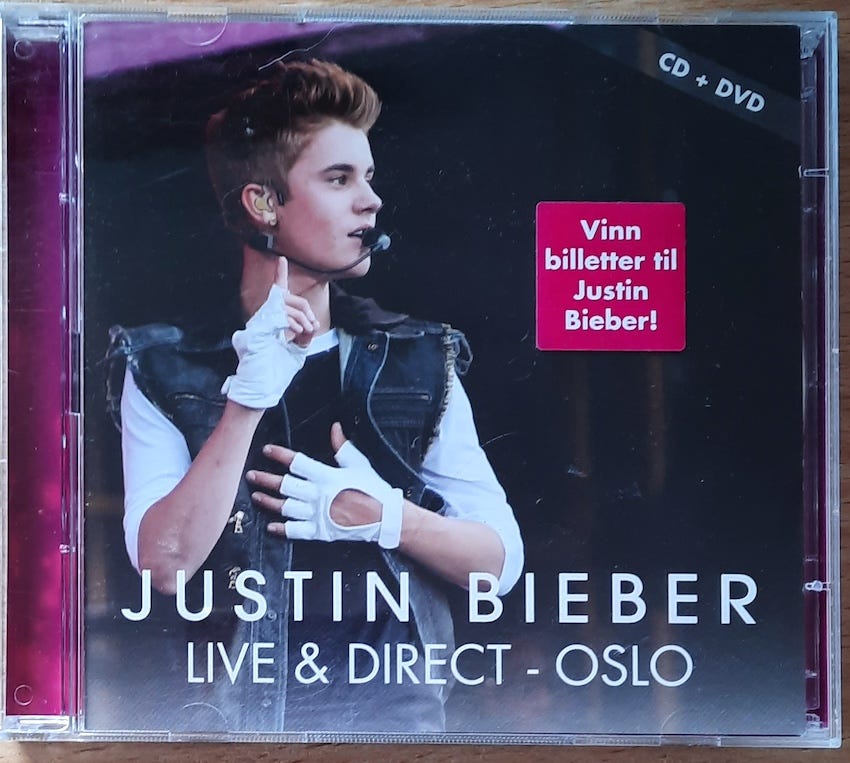 CD + DVD
Vinn
billetter til
Justin
Bieber!
JUSTIN BIEBER
LIVE & DIRECT - OSLO